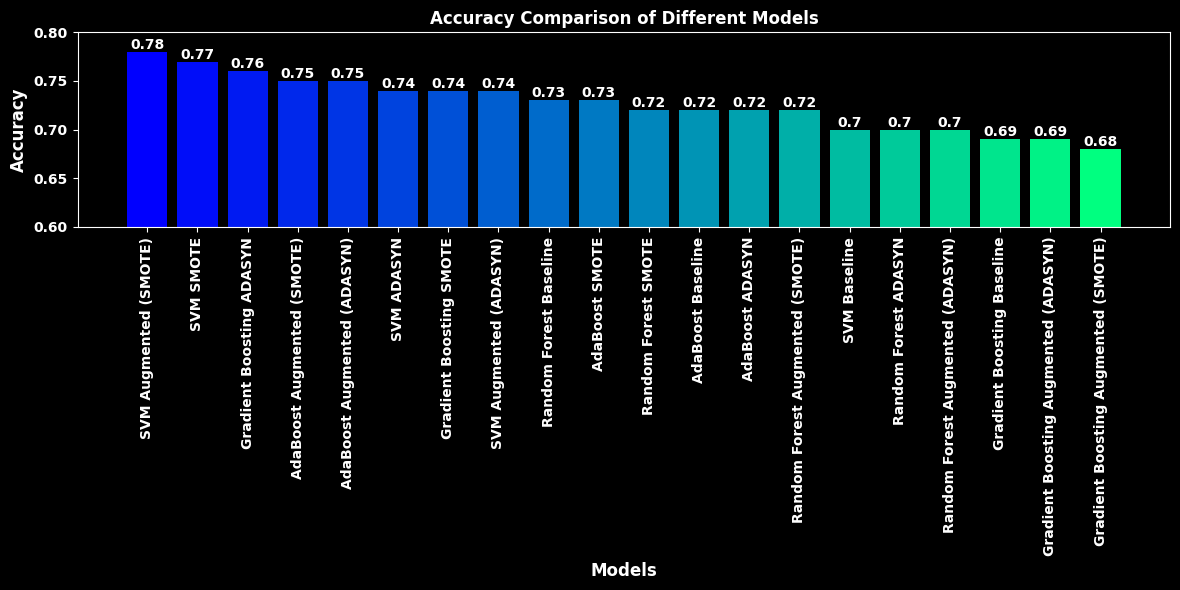 Accuracy Comparison of Different Models
Accuracy
0.80
0.75
0.70
0.65
0.60
0.78
0.77
0.76
0.75
0.75
0.74
0.74
0.74
0.73
0.73
0.72
0.72
0.72
0.72
0.7
0.7
0.7
0.69
0.69
0.68
SVM Augmented (SMOTE)
SVM SMOTE
Gradient Boosting ADASYN
AdaBoost Augmented (SMOTE)
AdaBoost Augmented (ADASYN)
SVM ADASYN
Gradient Boosting SMOTE
SVM Augmented (ADASYN)
Random Forest Baseline
AdaBoost SMOTE
Random Forest SMOTE
AdaBoost Baseline
AdaBoost ADASYN
Random Forest Augmented (SMOTE)
SVM Baseline
Random Forest ADASYN
Random Forest Augmented (ADASYN)
Gradient Boosting Baseline
Gradient Boosting Augmented (ADASYN)
Gradient Boosting Augmented (SMOTE)
Models